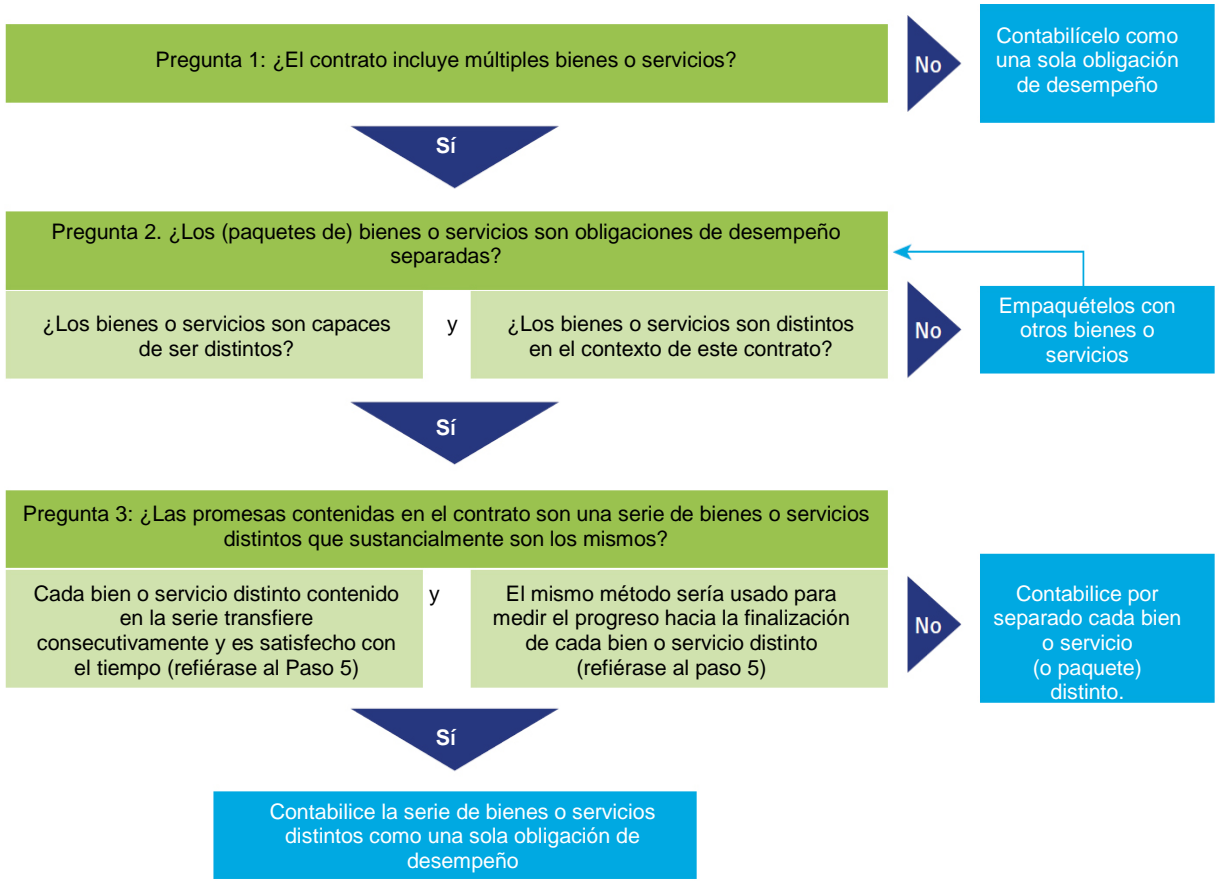 Pregunta 1: ¿El contrato incluye múltiples bienes o servicios?
No
Contabilícelo como
una sola obligación
de desempeño
Sí
Pregunta 2. ¿Los (paquetes de) bienes o servicios son obligaciones de desempeño
separadas?
¿Los bienes o servicios son capaces
de ser distintos?
y
¿Los bienes o servicios son distintos
en el contexto de este contrato?
No
Empaquételos con
otros bienes o
servicios
Sí
Pregunta 3: ¿Las promesas contenidas en el contrato son una serie de bienes o servicios
distintos que sustancialmente son los mismos?
Cada bien o servicio distinto contenido
en la serie transfiere
consecutivamente y es satisfecho con
el tiempo (refiérase al Paso 5)
y
El mismo método sería usado para
medir el progreso hacia la finalización
de cada bien o servicio distinto
(refiérase al paso 5)
No
Contabilice por
separado cada bien
o servicio
(o paquete)
distinto.
Sí
Contabilice la serie de bienes o servicios
distintos como una sola obligación de
desempeño